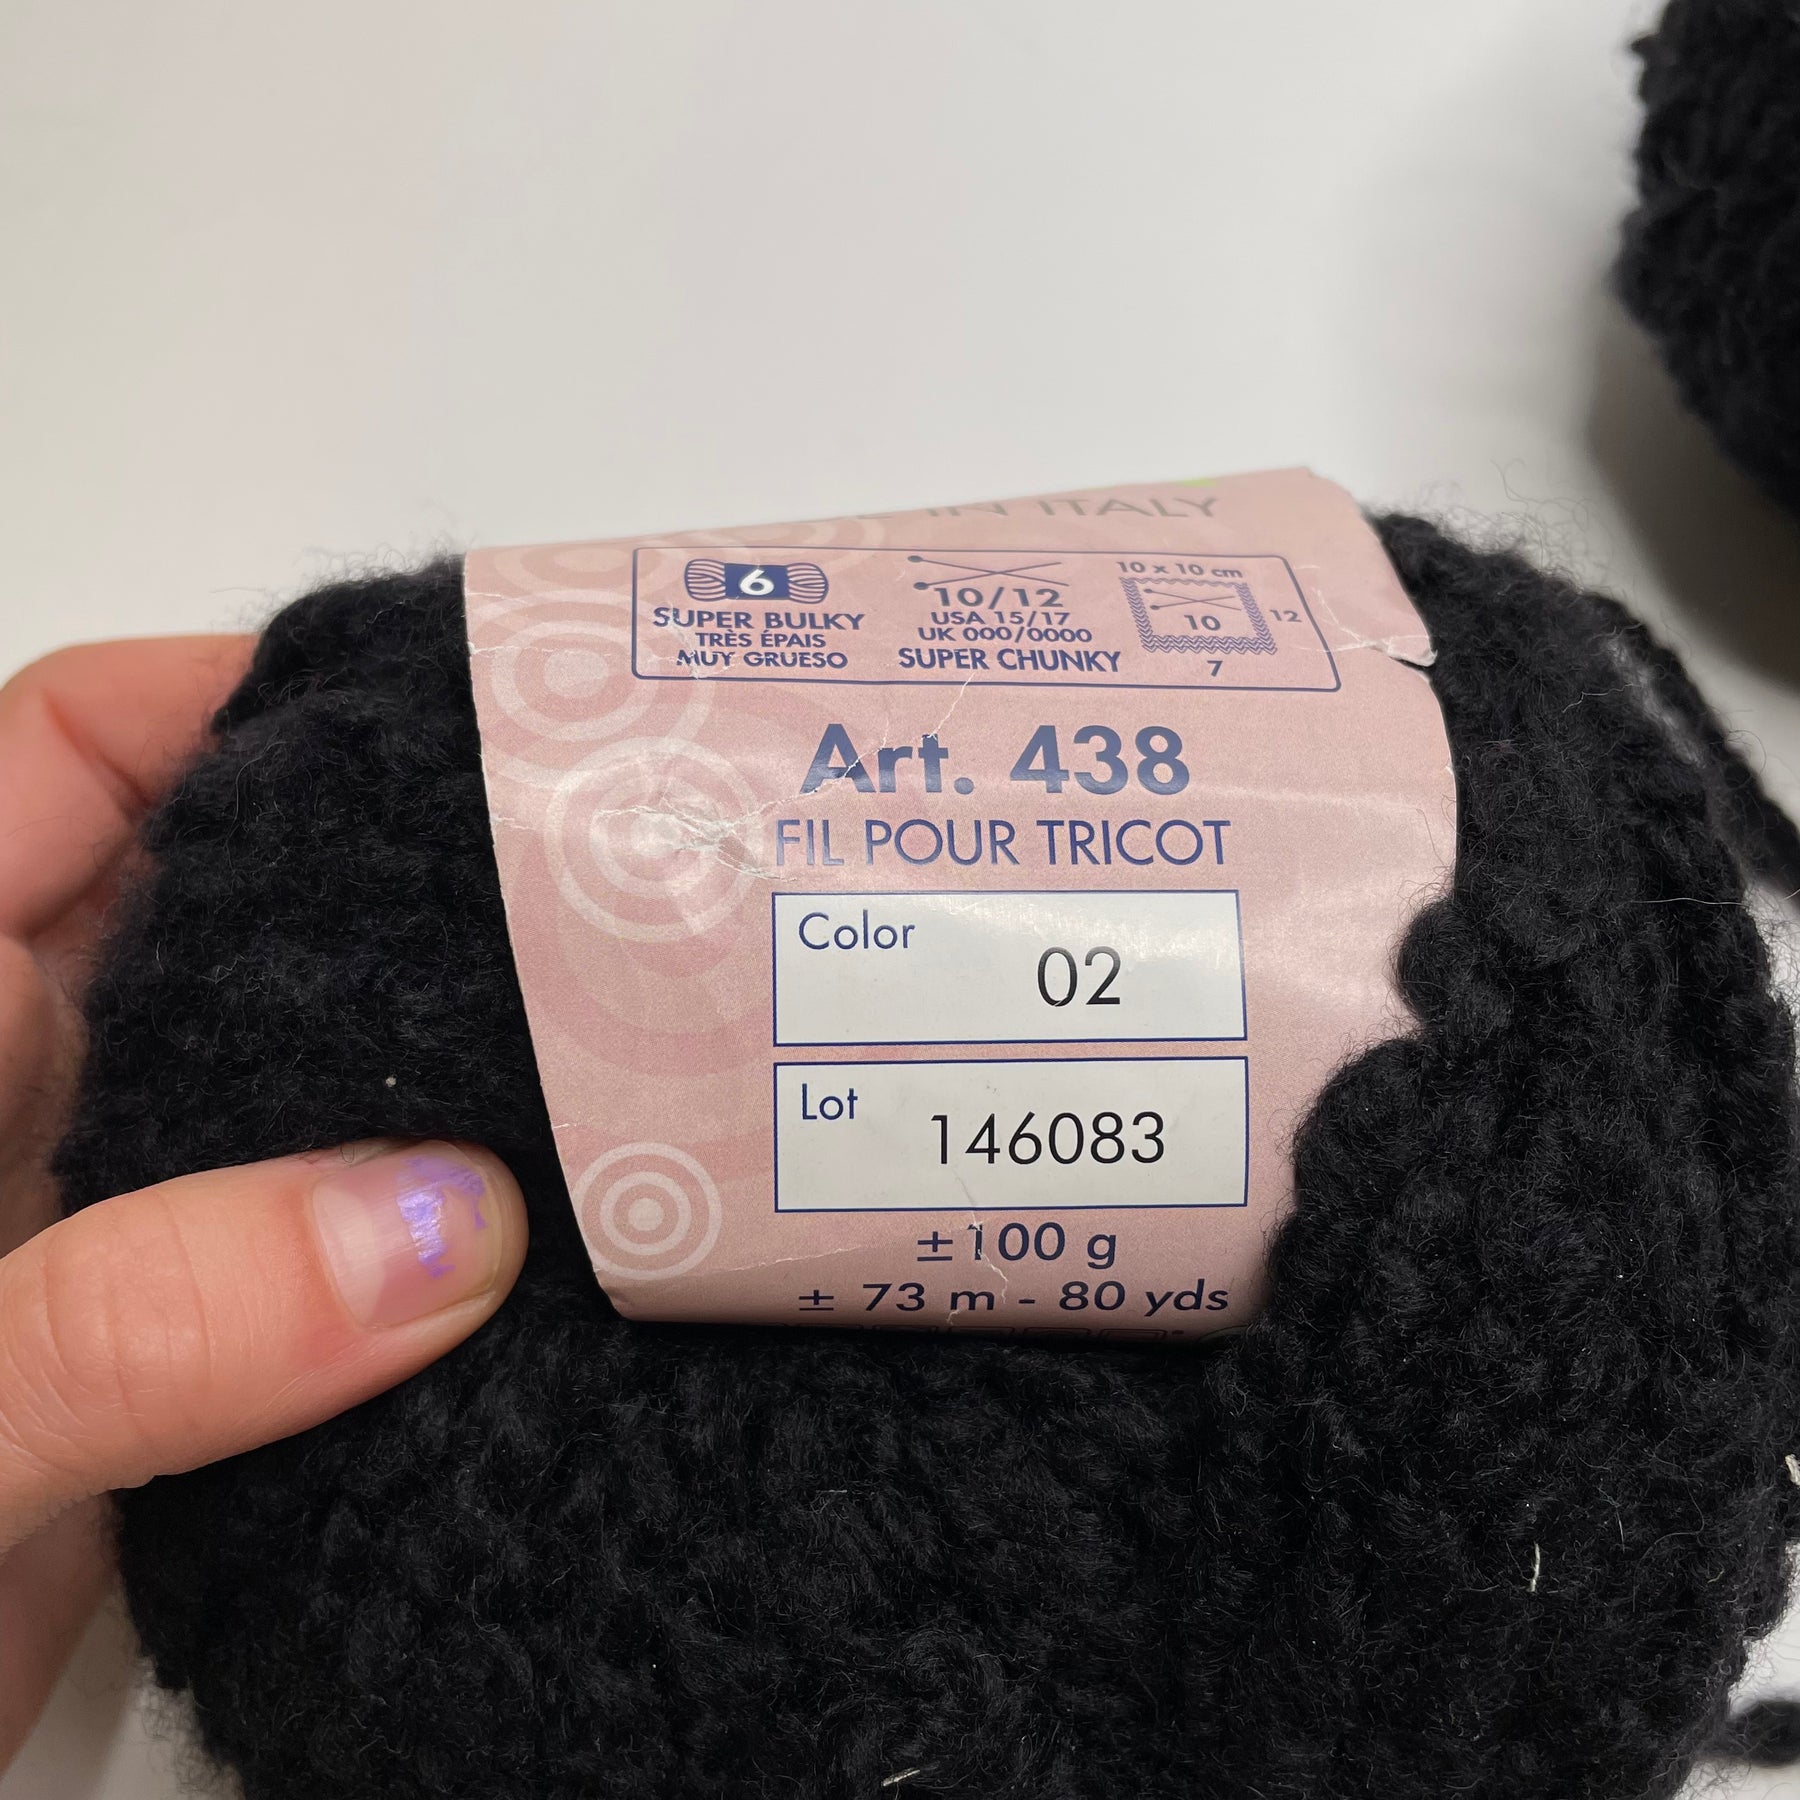 IN ITALY
6
SUPER BULKY
TRÈS ÉPAIS
MUY GRUESO
10/12
USA 15/17
UK 000/0000
SUPER CHUNKY
10 x 10 cm
10
12
7
Art. 438
FIL POUR TRICOT
Color
02
Lot
146083
±100 g
± 73 m - 80 yds